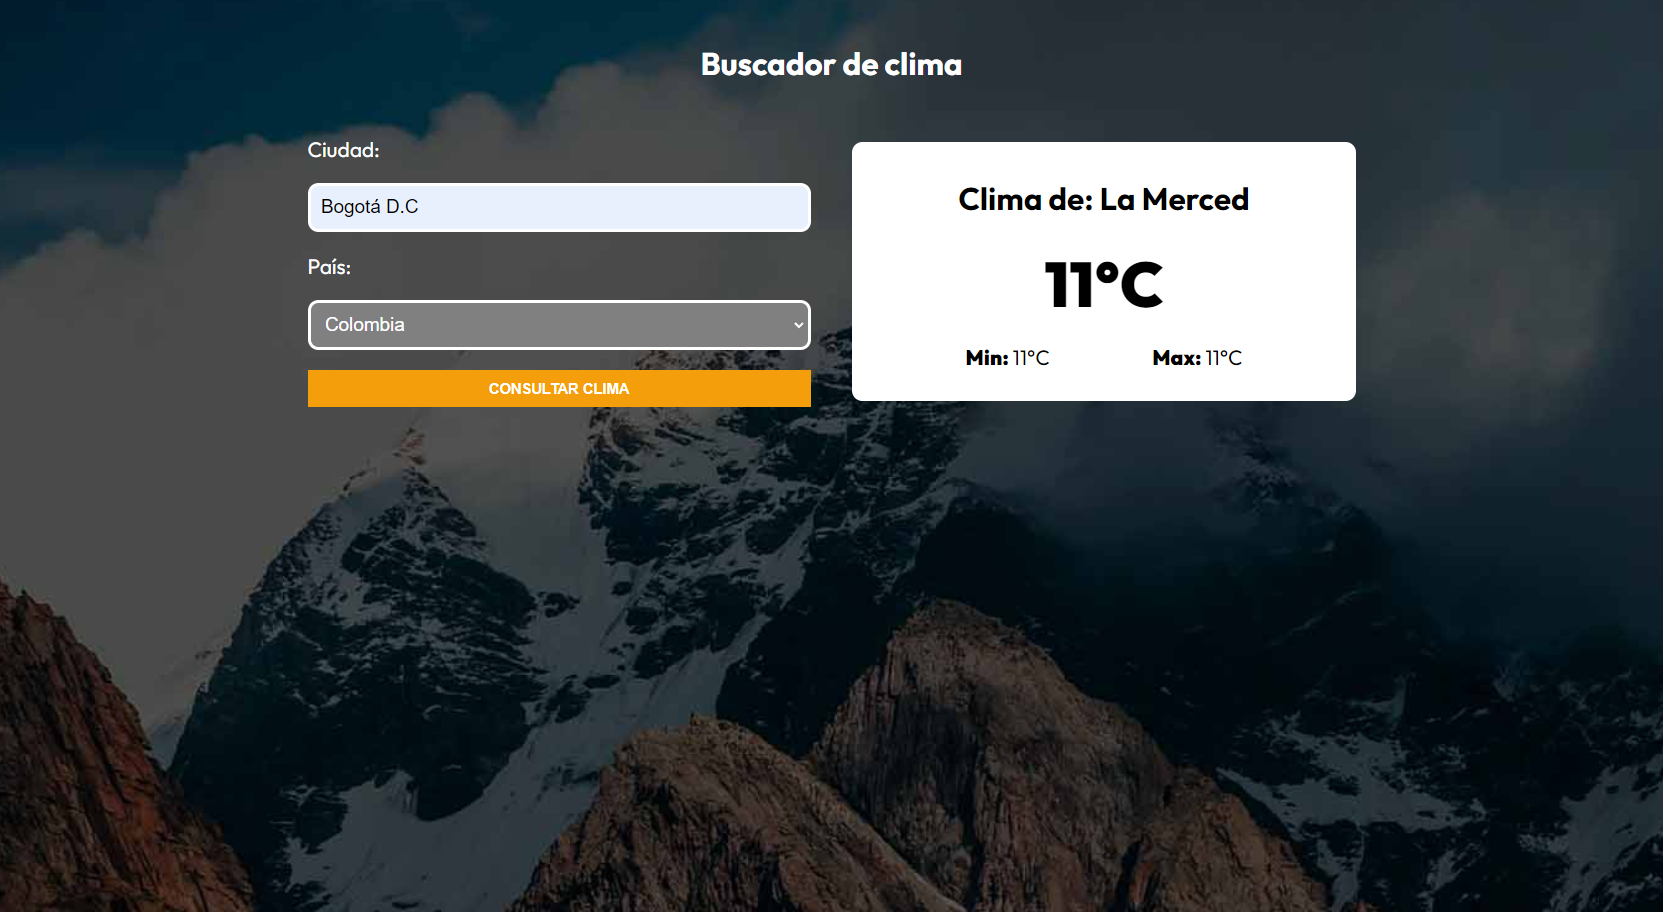 Buscador de clima
Ciudad:
Bogotá D.C
País:
Colombia
CONSULTAR CLIMA
Clima de: La Merced
11°C
Min: 11°C
Max: 11°C